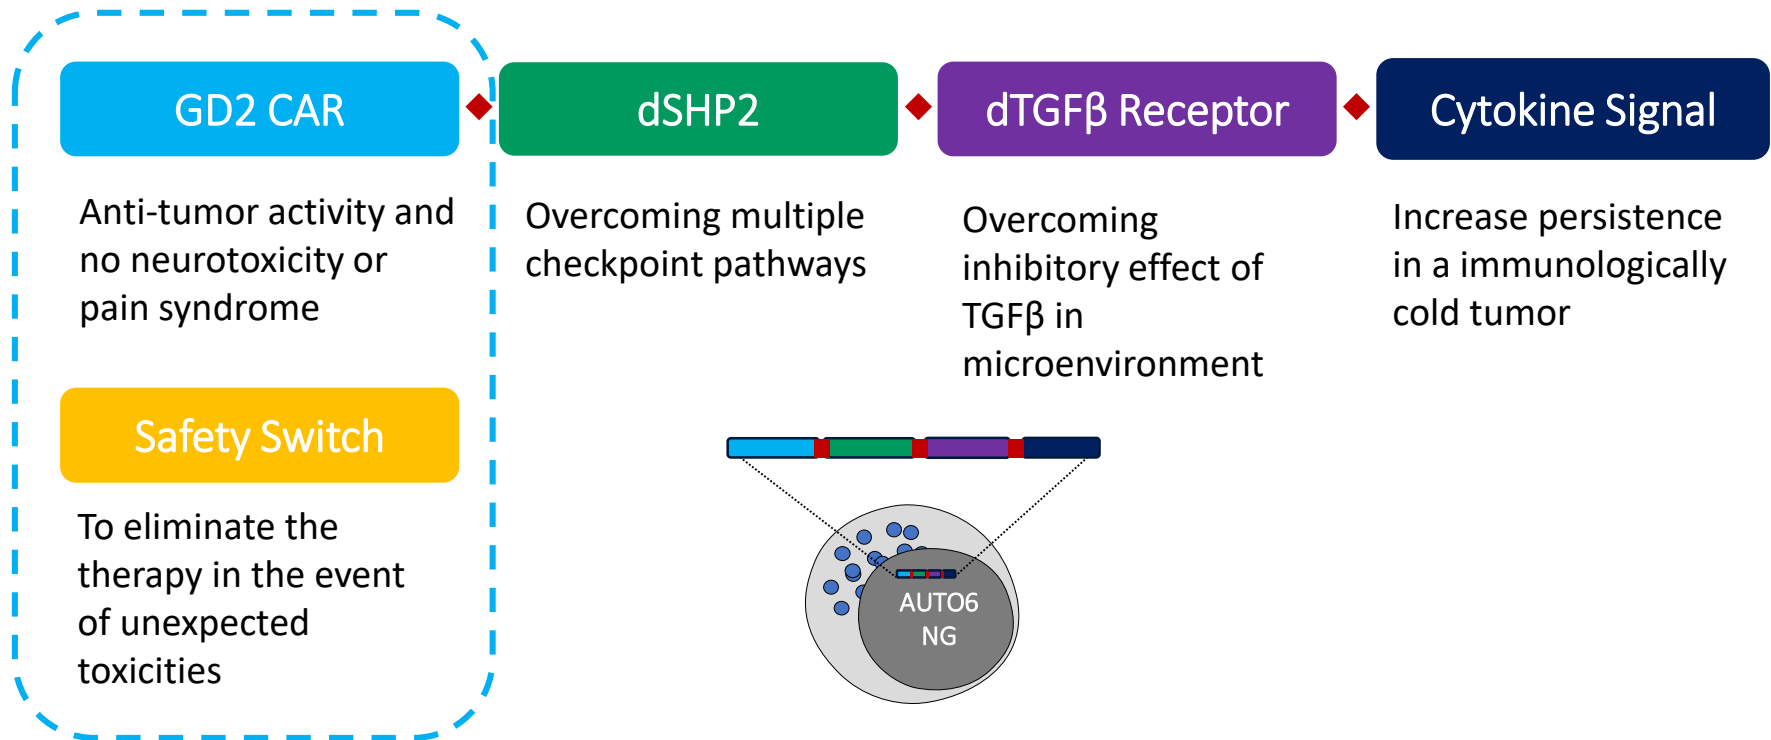 GD2 CAR
Anti-tumor activity and
no neurotoxicity or
pain syndrome
Safety Switch
To eliminate the
therapy in the event
of unexpected
toxicities
dSHP2
Overcoming multiple
checkpoint pathways
dTGFβ Receptor
Overcoming
inhibitory effect of
TGFβ in
microenvironment
Cytokine Signal
Increase persistence
in a immunologically
cold tumor
AUTO6
NG